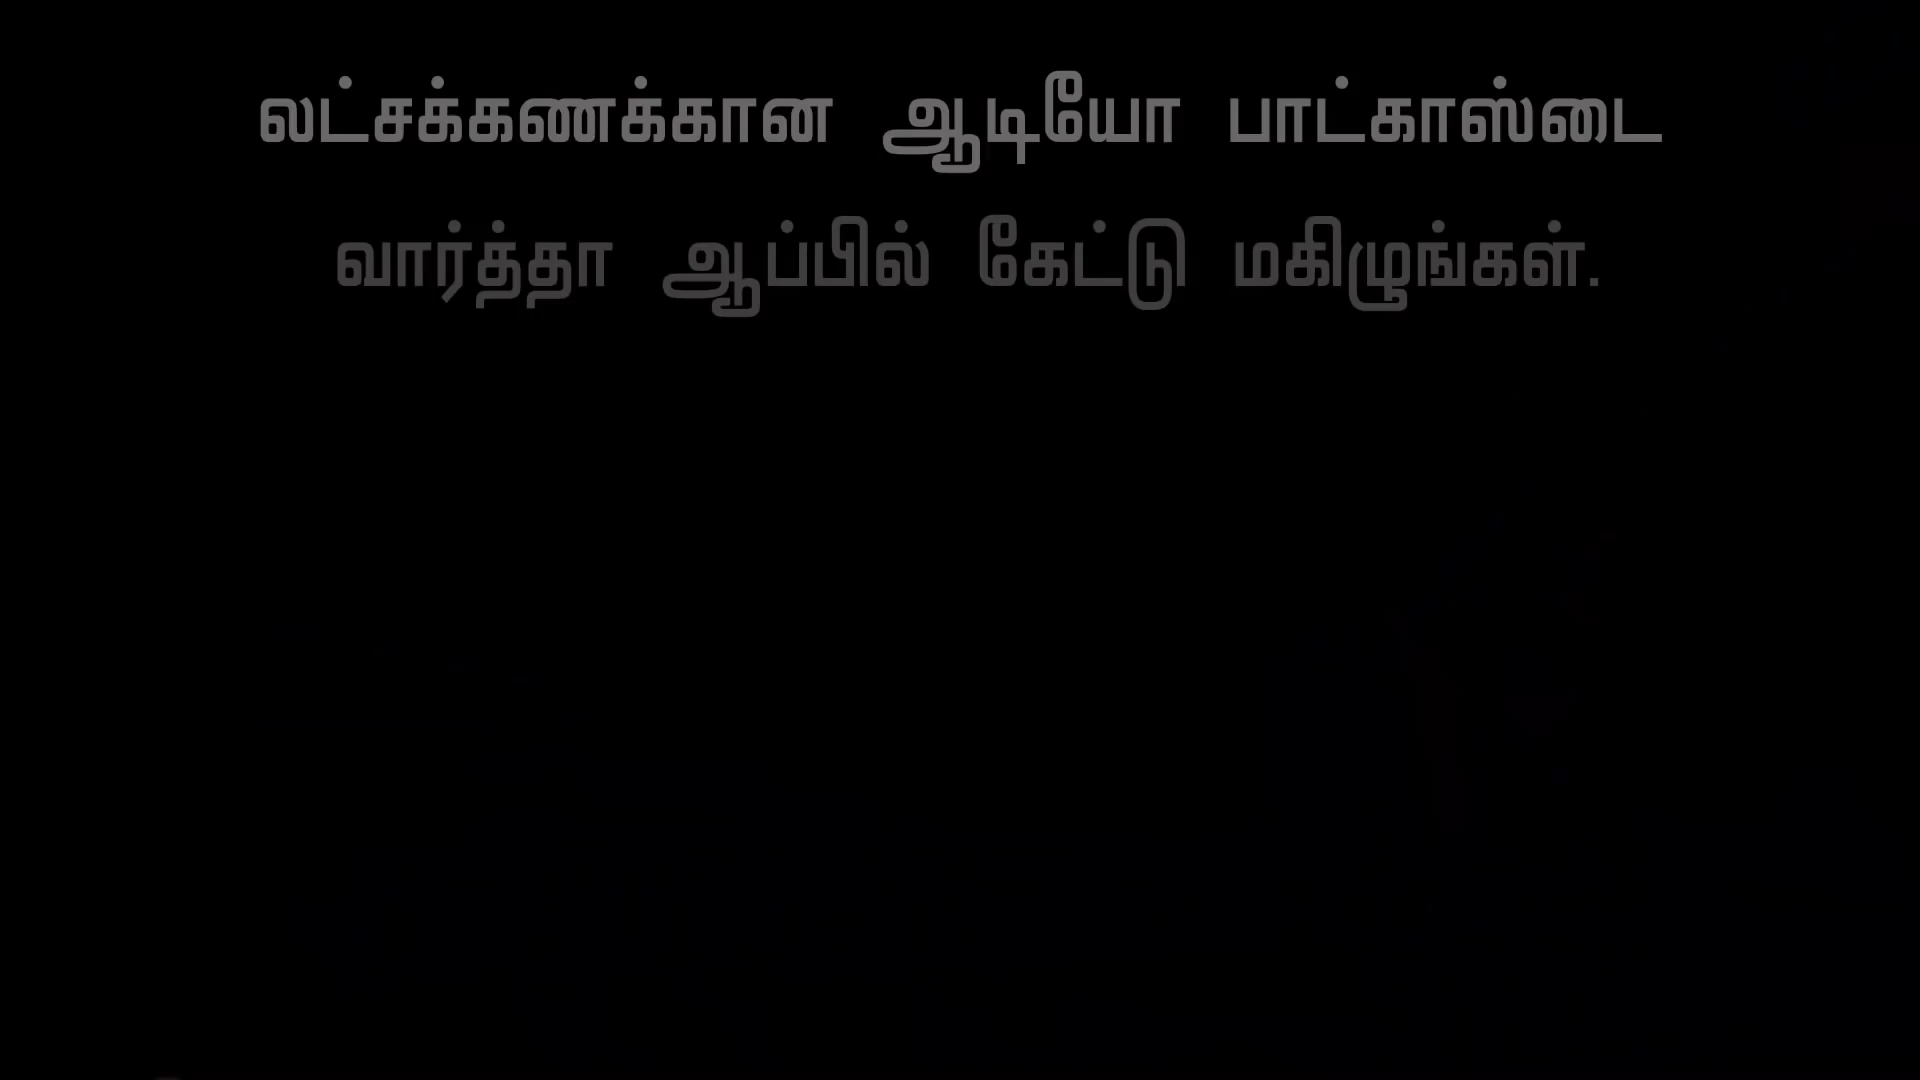 லட்சக்கணக்கான ஆடியோ பாட்காஸ்டை
வார்த்தா ஆப்பில் கேட்டு மகிழுங்கள்.